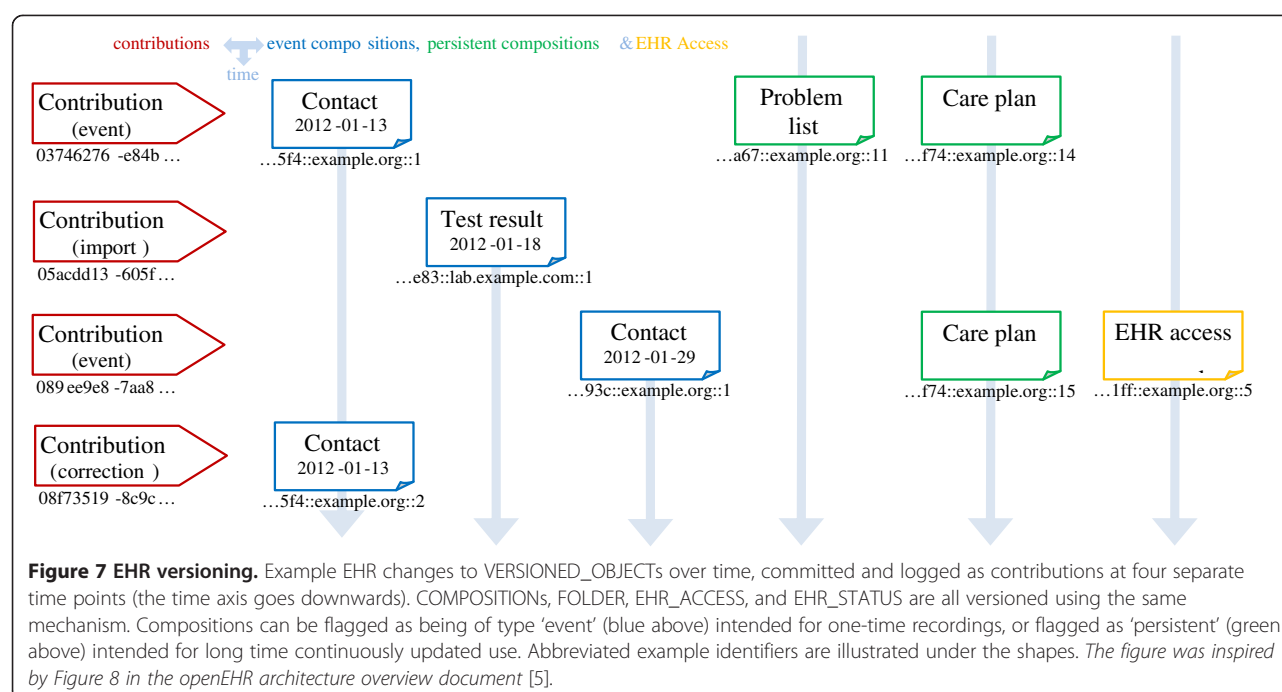 contributions event compo sitions, persistent compositions & EHR Access
time
Contribution
(event)
03746276 -e84b …
Contact
2012 -01-13
…5f4::example.org::1
Problem
list
…a67::example.org::11
Care plan
…f74::example.org::14
Contribution
(import )
05acdd13 -605f …
Test result
2012 -01-18
…e83::lab.example.com::1
Contribution
(event)
089 ee9e8 -7aa8 …
Contact
2012 -01-29
…93c::example.org::1
Care plan
…f74::example.org::15
EHR access
…1ff::example.org::5
Contribution
(correction )
08f73519 -8c9c …
Contact
2012 -01-13
…5f4::example.org::2
Figure 7 EHR versioning. Example EHR changes to VERSIONED_OBJECTs over time, committed and logged as contributions at four separate
time points (the time axis goes downwards). COMPOSITIONs, FOLDER, EHR_ACCESS, and EHR_STATUS are all versioned using the same
mechanism. Compositions can be flagged as being of type ‘event’ (blue above) intended for one-time recordings, or flagged as ‘persistent’ (green
above) intended for long time continuously updated use. Abbreviated example identifiers are illustrated under the shapes. The figure was inspired
by Figure 8 in the openEHR architecture overview document [5].